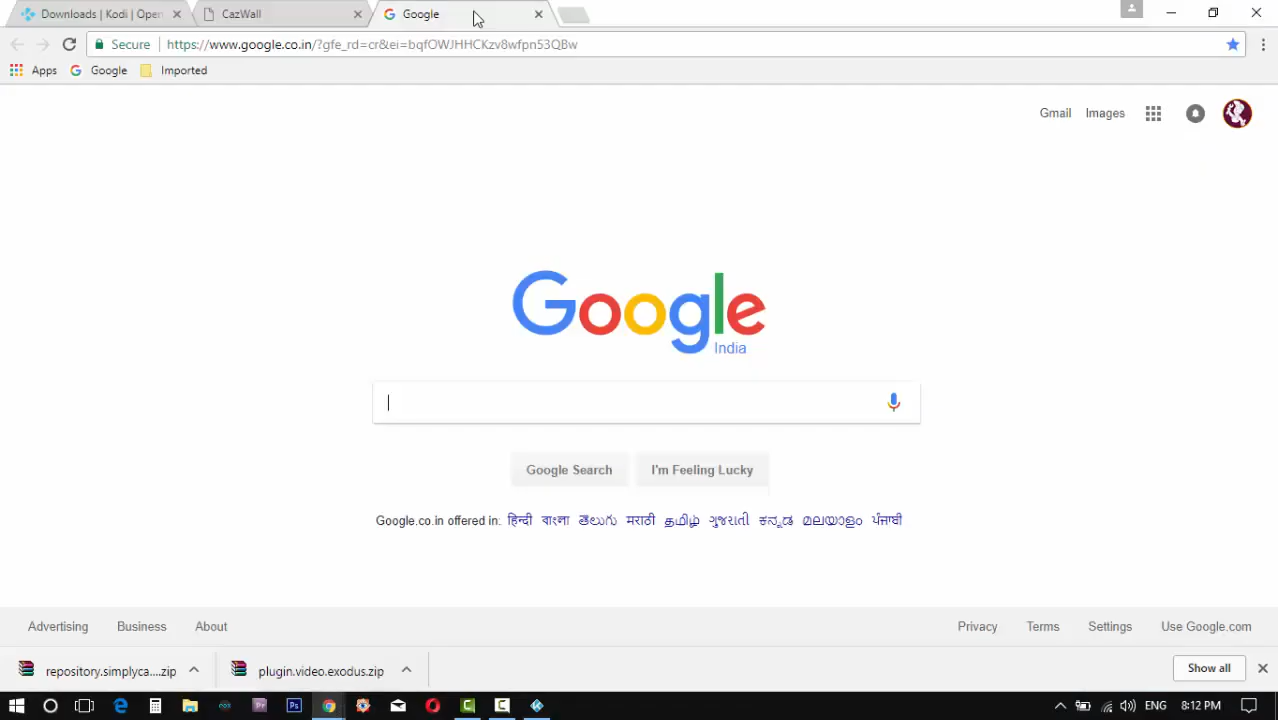 Downloads | Kodi | Open
CazWall
Google
Secure
https://www.google.co.in/?gfe_rd=cr&ei=bqfOWJHHCKzv8wfpn53QBw
Apps
Google
Imported
Gmail
Images
Google
India
Google Search
I'm Feeling Lucky
Google.co.in offered in: हिन्दी বাংলা తెలుగు मराठी தமிழ் ગુજરાતી ಕನ್ನಡ മലയാളം ਪੰਜਾਬੀ
Advertising
Business
About
Privacy
Terms
Settings
Use Google.com
repository.simplyca....zip
plugin.video.exodus.zip
Show all
Pr
Ps
ENG
8:12 PM